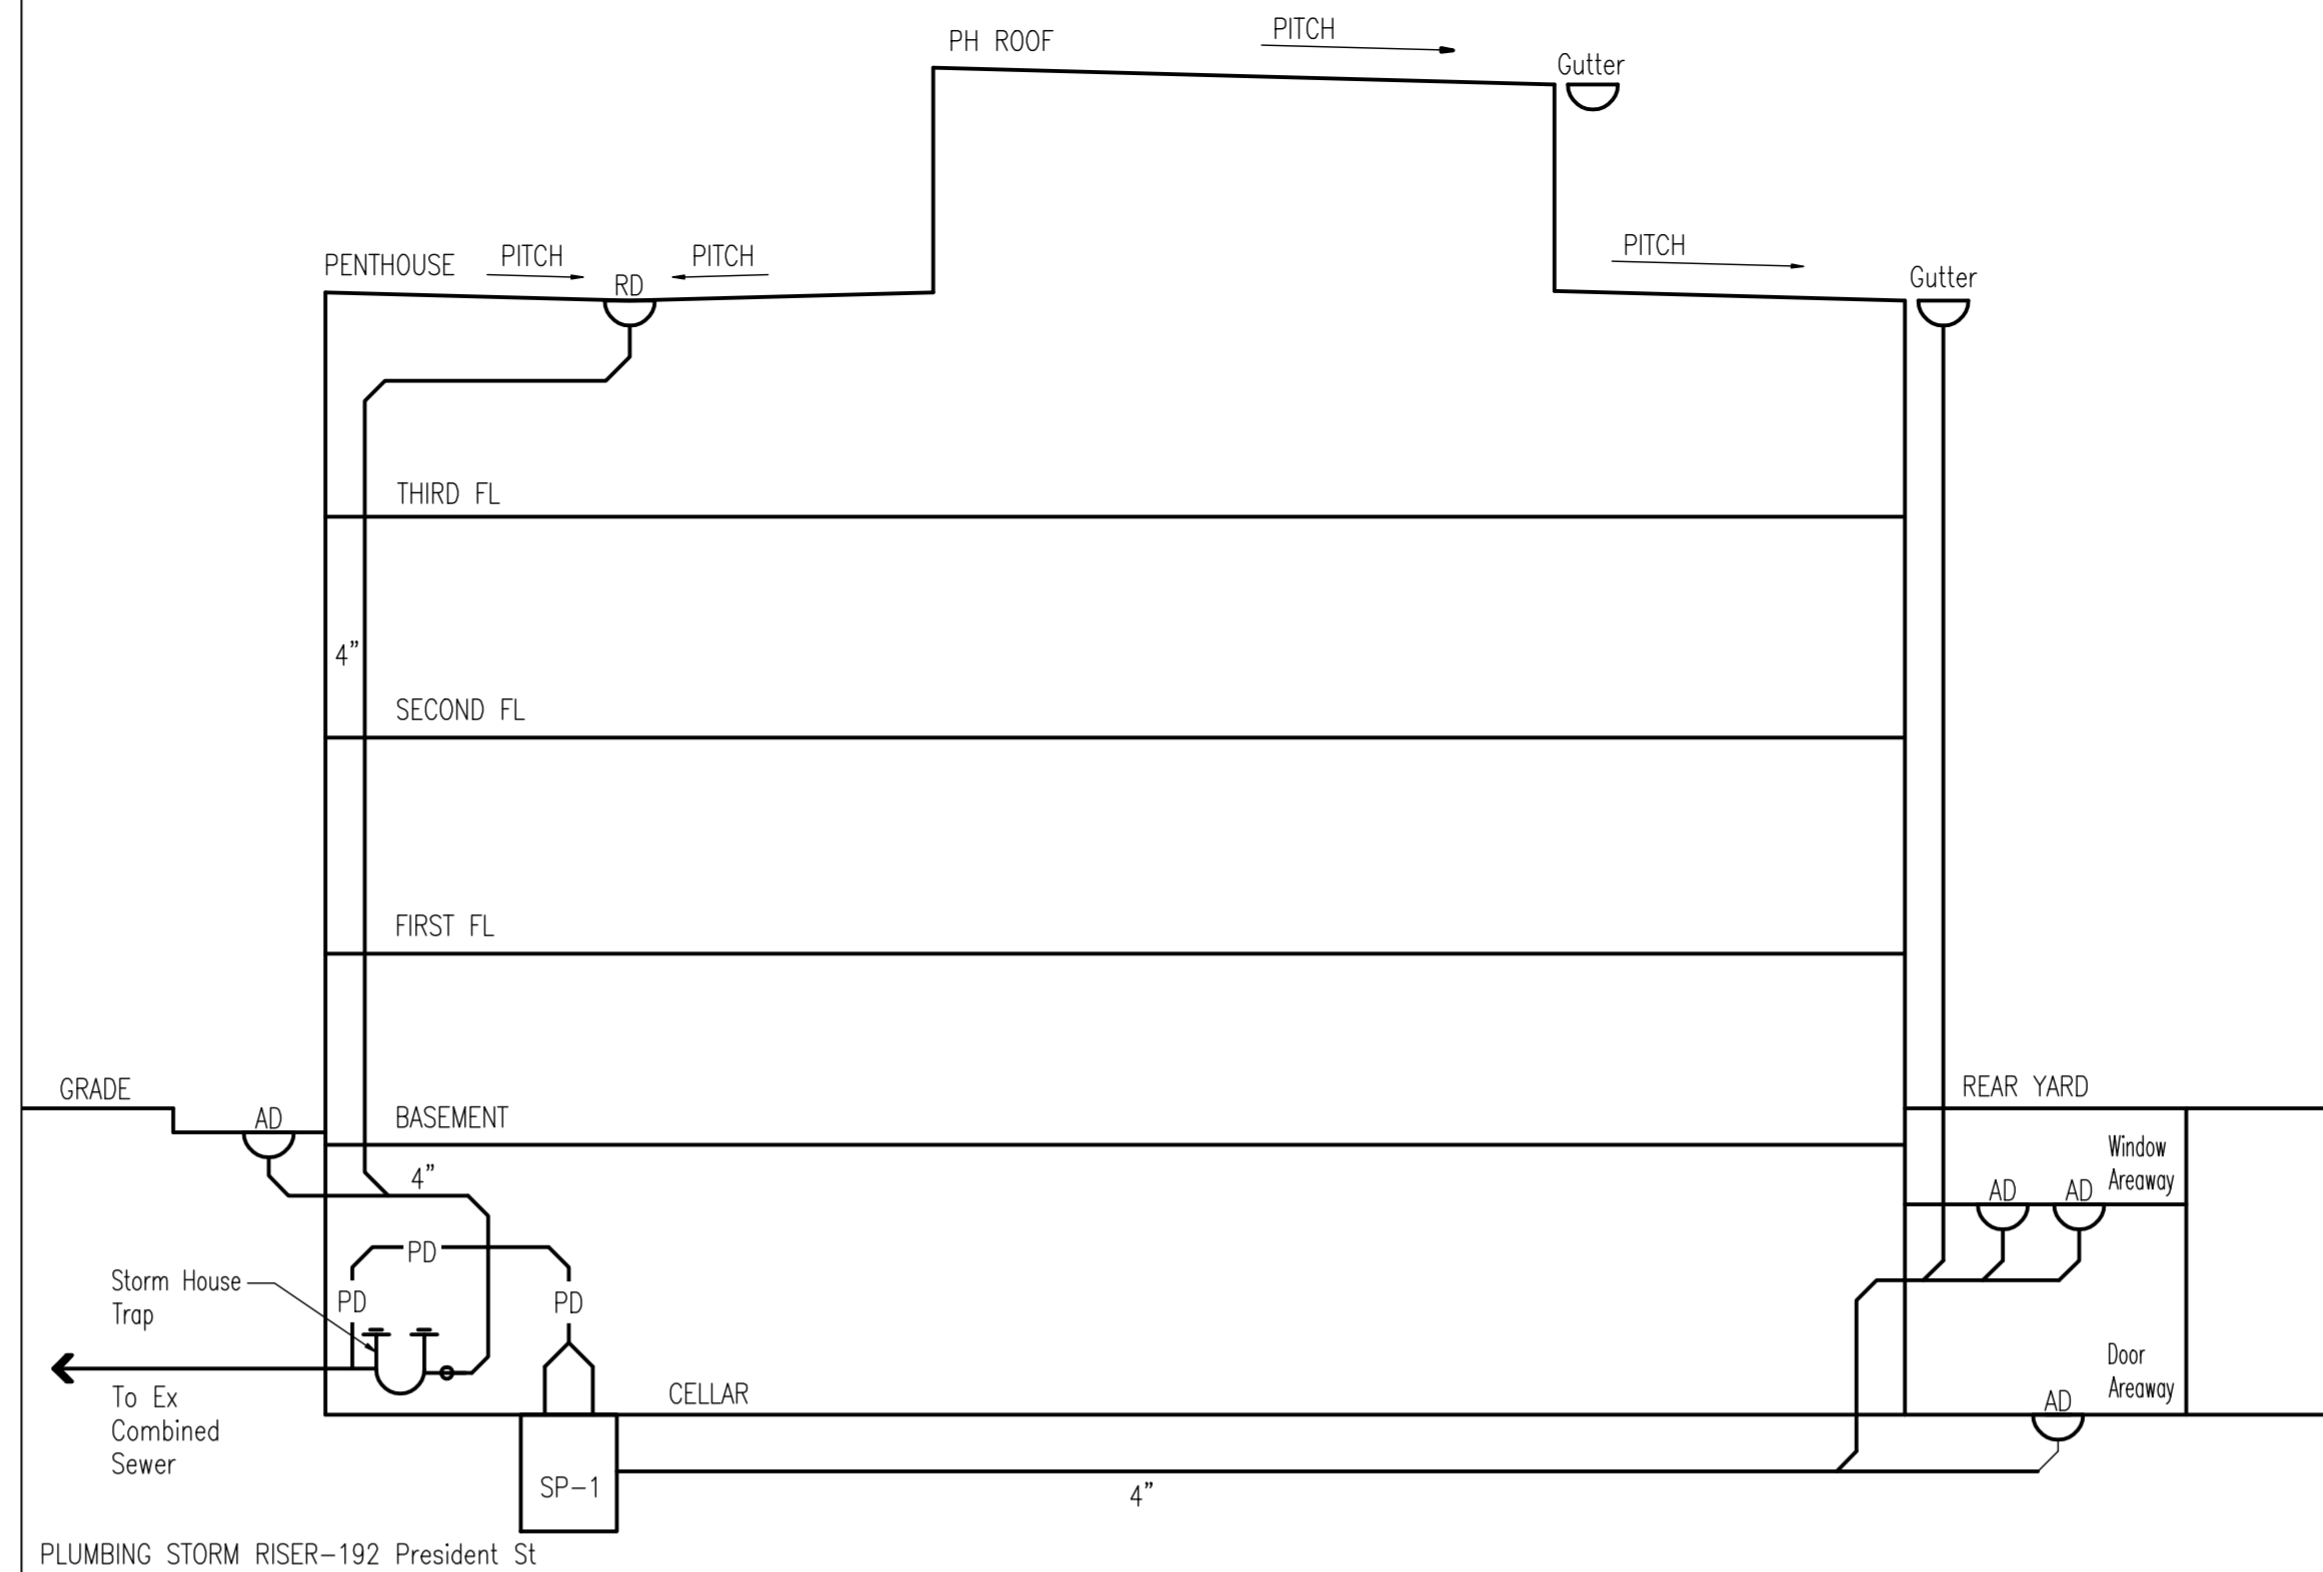 PITCH
PH ROOF
Gutter
PITCH
PITCH
PITCH
PENTHOUSE
RD
Gutter
THIRD FL
4”
SECOND FL
FIRST FL
GRADE
AD
BASEMENT
REAR YARD
Window
Areaway
4”
AD
AD
PD
Storm House
Trap
PD
PD
Door
Areaway
To Ex
Combined
Sewer
CELLAR
AD
SP-1
4”
PLUMBING STORM RISER-192 President St